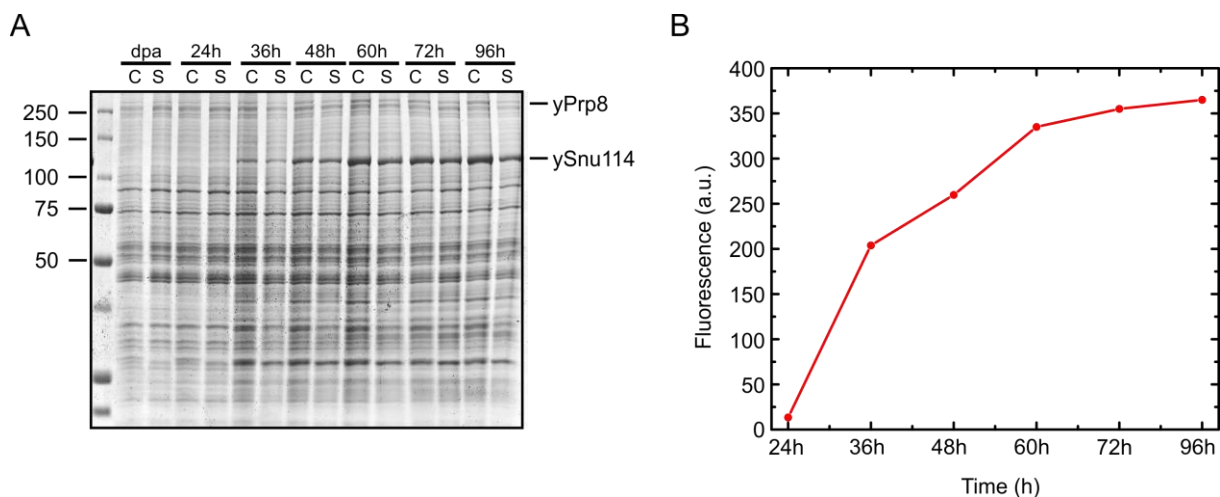 A
dpa 24h 36h 48h 60h 72h 96h
C S C S C S C S C S C S C S
250
150
100
75
50
yPrp8
ySnu114
B
400
350
300
250
200
150
100
50
0
Fluorescence (a.u.)
24h 36h 48h 60h 72h 96h
Time (h)